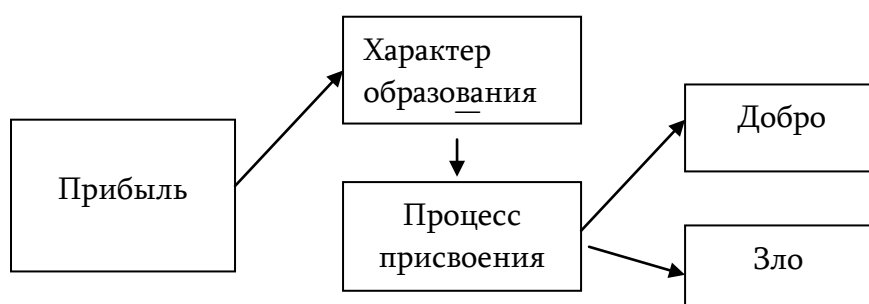 Прибыль
Характер
образования
Процесс
присвоения
Добро
Зло